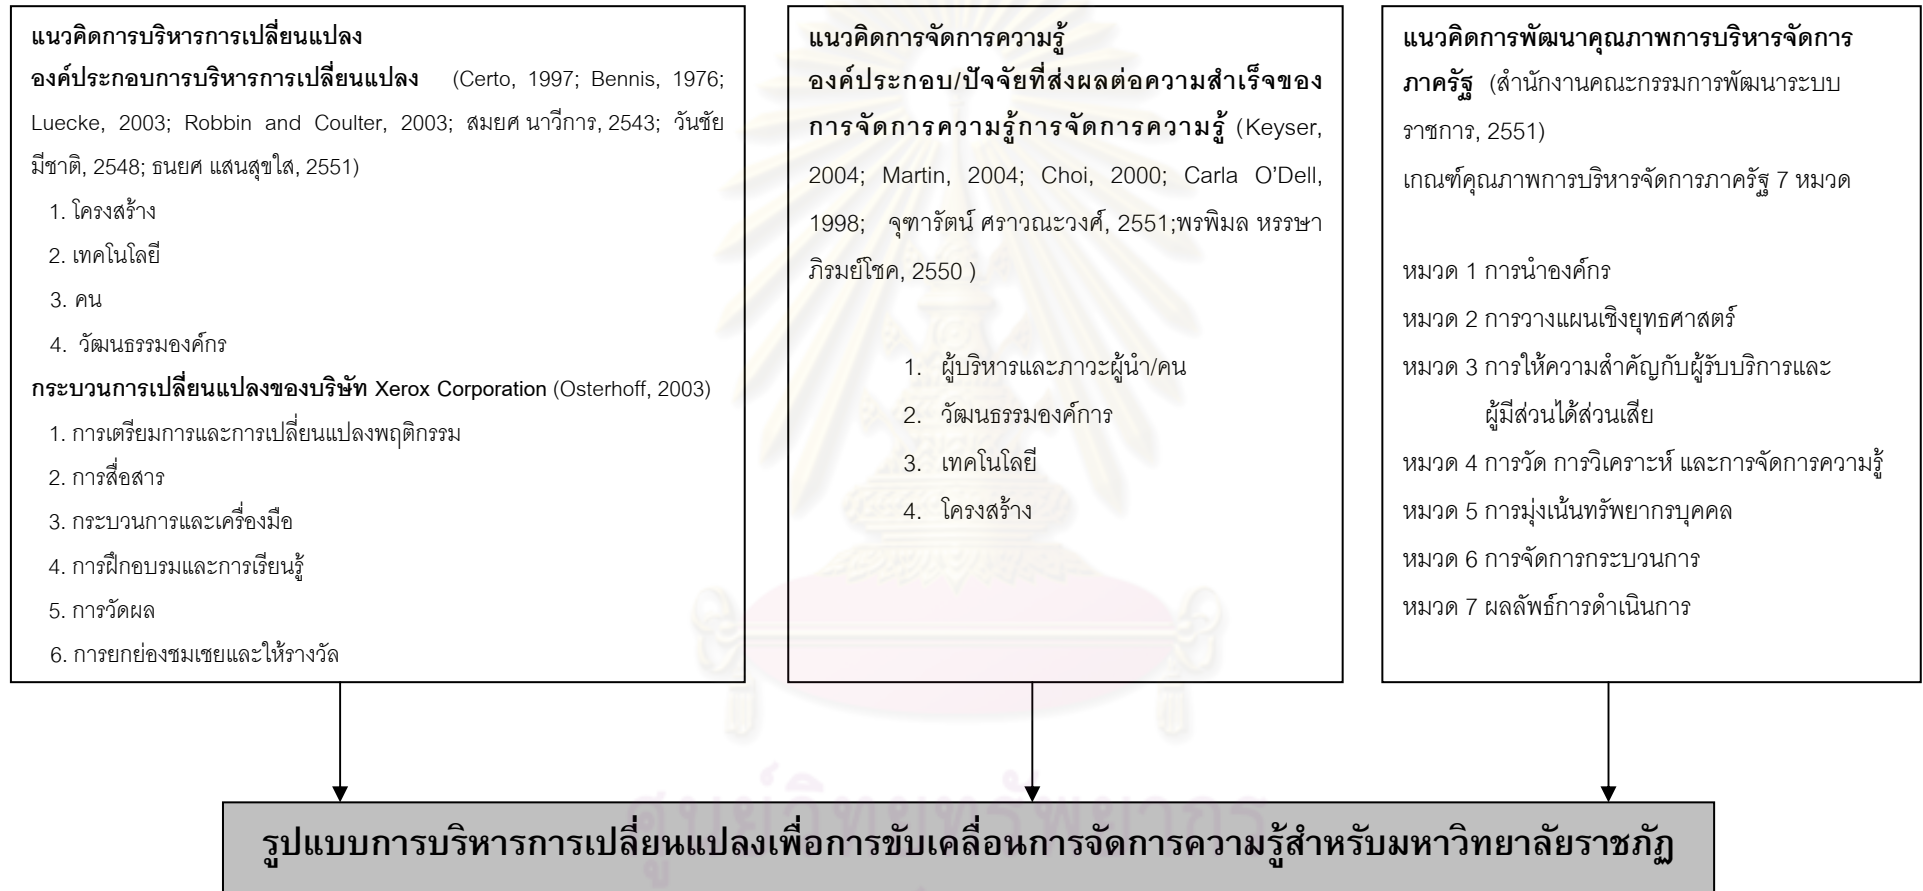 แนวคิดการบริหารการเปลี่ยนแปลง
องค์ประกอบการบริหารการเปลี่ยนแปลง (Certo, 1997; Bennis, 1976;
Luecke, 2003; Robbin and Coulter, 2003; สมยศ นาวีการ, 2543; วันชัย
มีชาติ, 2548; ธนยศ แสนสุขใส, 2551)
1. โครงสร้าง
2. เทคโนโลยี
3. คน
4. วัฒนธรรมองค์กร
กระบวนการเปลี่ยนแปลงของบริษัท Xerox Corporation (Osterhoff, 2003)
1. การเตรียมการและการเปลี่ยนแปลงพฤติกรรม
2. การสื่อสาร
3. กระบวนการและเครื่องมือ
4. การฝึกอบรมและการเรียนรู้
5. การวัดผล
6. การยกย่องชมเชยและให้รางวัล
แนวคิดการจัดการความรู้
องค์ประกอบ/ปัจจัยที่ส่งผลต่อความสำเร็จของ
การจัดการความรู้การจัดการความรู้ (Keyser,
2004; Martin, 2004; Choi, 2000; Carla O’Dell,
1998; จุฑารัตน์ ศราวณะวงศ์, 2551;พรพิมล หรรษา
ภิรมย์โชค, 2550 )
1. ผู้บริหารและภาวะผู้นำ/คน
2. วัฒนธรรมองค์การ
3. เทคโนโลยี
4. โครงสร้าง
แนวคิดการพัฒนาคุณภาพการบริหารจัดการ
ภาครัฐ (สำนักงานคณะกรรมการพัฒนาระบบ
ราชการ, 2551)
เกณฑ์คุณภาพการบริหารจัดการภาครัฐ 7 หมวด
หมวด 1 การนำองค์กร
หมวด 2 การวางแผนเชิงยุทธศาสตร์
หมวด 3 การให้ความสำคัญกับผู้รับบริการและ
ผู้มีส่วนได้ส่วนเสีย
หมวด 4 การวัด การวิเคราะห์ และการจัดการความรู้
หมวด 5 การมุ่งเน้นทรัพยากรบุคคล
หมวด 6 การจัดการกระบวนการ
หมวด 7 ผลลัพธ์การดำเนินการ
ศูนย์วิทยทรัพยากร
รูปแบบการบริหารการเปลี่ยนแปลงเพื่อการขับเคลื่อนการจัดการความรู้สำหรับมหาวิทยาลัยราชภัฏ